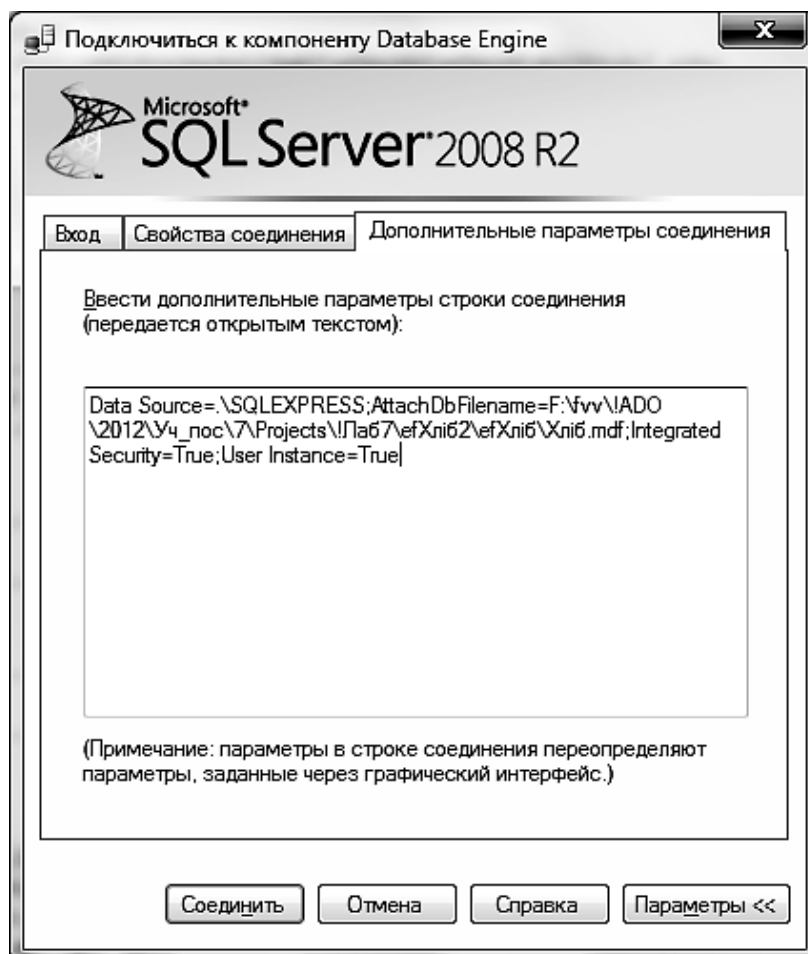 Подключиться к компоненту Database Engine
Microsoft®
SQL Server® 2008 R2
Вход
Свойства соединения
Дополнительные параметры соединения
Ввести дополнительные параметры строки соединения
(передается открытым текстом):
Data Source=.\SQLEXPRESS;AttachDbFilename=F:\fvv\!ADO
\2012\Уч_пос\7\Projects\!Лаб7\efХліб2\efХліб\Хліб.mdf;Integrated
Security=True;User Instance=True
(Примечание: параметры в строке соединения переопределяют
параметры, заданные через графический интерфейс.)
Соединить
Отмена
Справка
Параметры <<